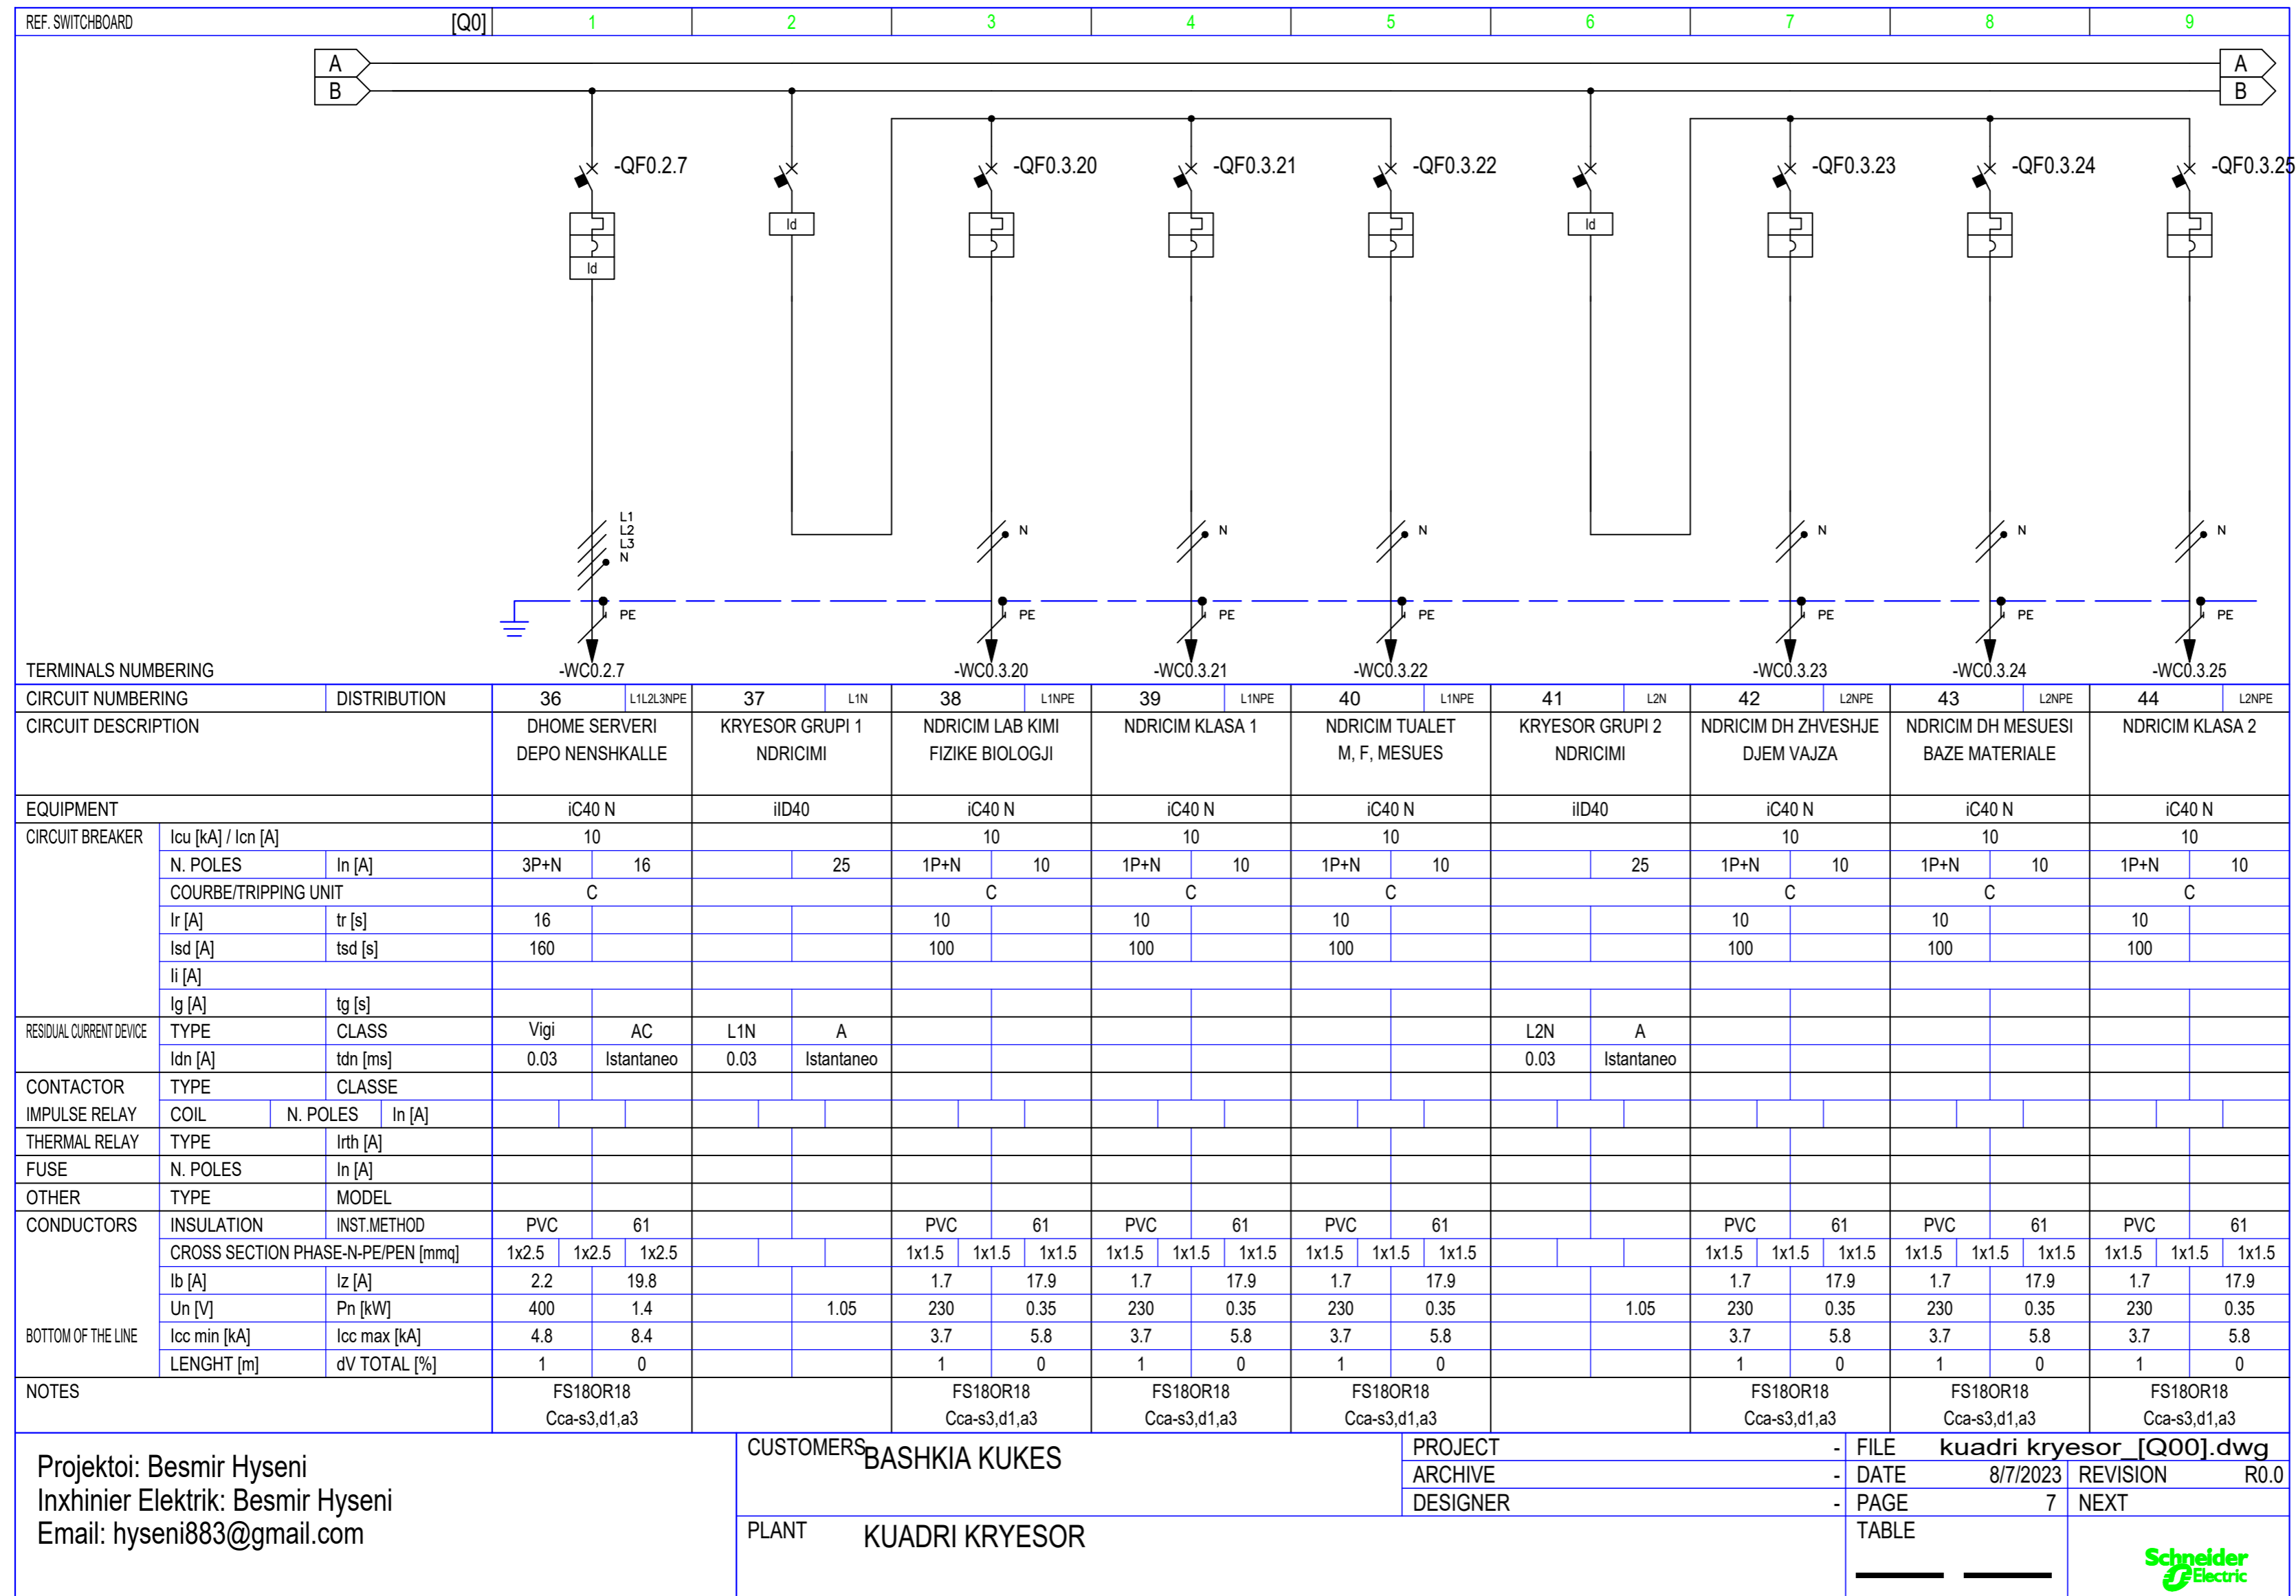 REF. SWITCHBOARD [Q0] 1 2 3 4 5 6 7 8 9
A A
B B
-QF0.2.7 -QF0.3.20 -QF0.3.21 -QF0.3.22 -QF0.3.23 -QF0.3.24 -QF0.3.25
Id Id
Id
L1
L2
L3
N
N N N N N N
PE PE PE PE PE PE PE
TERMINALS NUMBERING -WC0.2.7 -WC0.3.20 -WC0.3.21 -WC0.3.22 -WC0.3.23 -WC0.3.24 -WC0.3.25
CIRCUIT NUMBERING DISTRIBUTION 36 L1L2L3NPE 37 L1N 38 L1NPE 39 L1NPE 40 L1NPE 41 L2N 42 L2NPE 43 L2NPE 44 L2NPE
CIRCUIT DESCRIPTION DHOME SERVERI KRYESOR GRUPI 1 NDRICIM LAB KIMI NDRICIM KLASA 1 NDRICIM TUALET KRYESOR GRUPI 2 NDRICIM DH ZHVESHJE NDRICIM DH MESUESI NDRICIM KLASA 2
DEPO NENSHKALLE NDRICIMI FIZIKE BIOLOGJI M, F, MESUES NDRICIMI DJEM VAJZA BAZE MATERIALE
EQUIPMENT iC40 N iID40 iC40 N iC40 N iC40 N iID40 iC40 N iC40 N iC40 N
CIRCUIT BREAKER Icu [kA] / Icn [A] 10 10 10 10 10 10 10
N. POLES In [A] 3P+N 16 25 1P+N 10 1P+N 10 1P+N 10 25 1P+N 10 1P+N 10 1P+N 10
COURBE/TRIPPING UNIT C C C C C C C
Ir [A] tr [s] 16 10 10 10 10 10 10
Isd [A] tsd [s] 160 100 100 100 100 100 100
Ii [A]
Ig [A] tg [s]
RESIDUAL CURRENT DEVICE TYPE CLASS Vigi AC L1N A L2N A
Idn [A] tdn [ms] 0.03 Istantaneo 0.03 Istantaneo 0.03 Istantaneo
CONTACTOR TYPE CLASSE
IMPULSE RELAY COIL N. POLES In [A]
THERMAL RELAY TYPE Irth [A]
FUSE N. POLES In [A]
OTHER TYPE MODEL
CONDUCTORS INSULATION INST.METHOD PVC 61 PVC 61 PVC 61 PVC 61 PVC 61 PVC 61 PVC 61
CROSS SECTION PHASE-N-PE/PEN [mmq] 1x2.5 1x2.5 1x2.5 1x1.5 1x1.5 1x1.5 1x1.5 1x1.5 1x1.5 1x1.5 1x1.5 1x1.5 1x1.5 1x1.5 1x1.5 1x1.5 1x1.5 1x1.5 1x1.5 1x1.5 1x1.5
Ib [A] Iz [A] 2.2 19.8 1.7 17.9 1.7 17.9 1.7 17.9 1.7 17.9 1.7 17.9 1.7 17.9
Un [V] Pn [kW] 400 1.4 1.05 230 0.35 230 0.35 230 0.35 1.05 230 0.35 230 0.35 230 0.35
BOTTOM OF THE LINE Icc min [kA] Icc max [kA] 4.8 8.4 3.7 5.8 3.7 5.8 3.7 5.8 3.7 5.8 3.7 5.8 3.7 5.8
LENGHT [m] dV TOTAL [%] 1 0 1 0 1 0 1 0 1 0 1 0 1 0
NOTES FS18OR18 FS18OR18 FS18OR18 FS18OR18 FS18OR18 FS18OR18 FS18OR18
Cca-s3,d1,a3 Cca-s3,d1,a3 Cca-s3,d1,a3 Cca-s3,d1,a3 Cca-s3,d1,a3 Cca-s3,d1,a3 Cca-s3,d1,a3
Projektoi: Besmir Hyseni
Inxhinier Elektrik: Besmir Hyseni
Email: hyseni883@gmail.com
CUSTOMERS BASHKIA KUKES
PLANT KUADRI KRYESOR
PROJECT - FILE kuadri kryesor_[Q00].dwg
ARCHIVE - DATE 8/7/2023 REVISION R0.0
DESIGNER - PAGE 7 NEXT
TABLE
Schneider
Electric